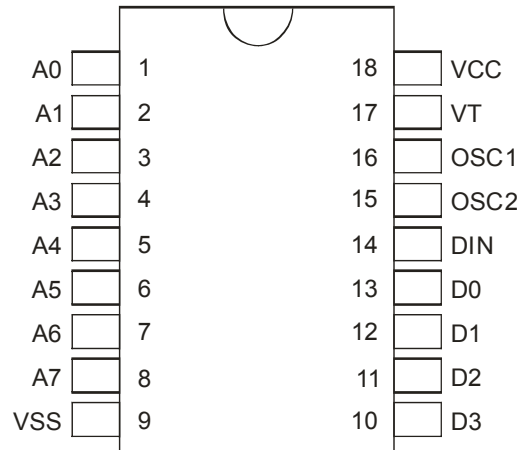 A0 1 18 VCC
A1 2 17 VT
A2 3 16 OSC1
A3 4 15 OSC2
A4 5 14 DIN
A5 6 13 D0
A6 7 12 D1
A7 8 11 D2
VSS 9 10 D3